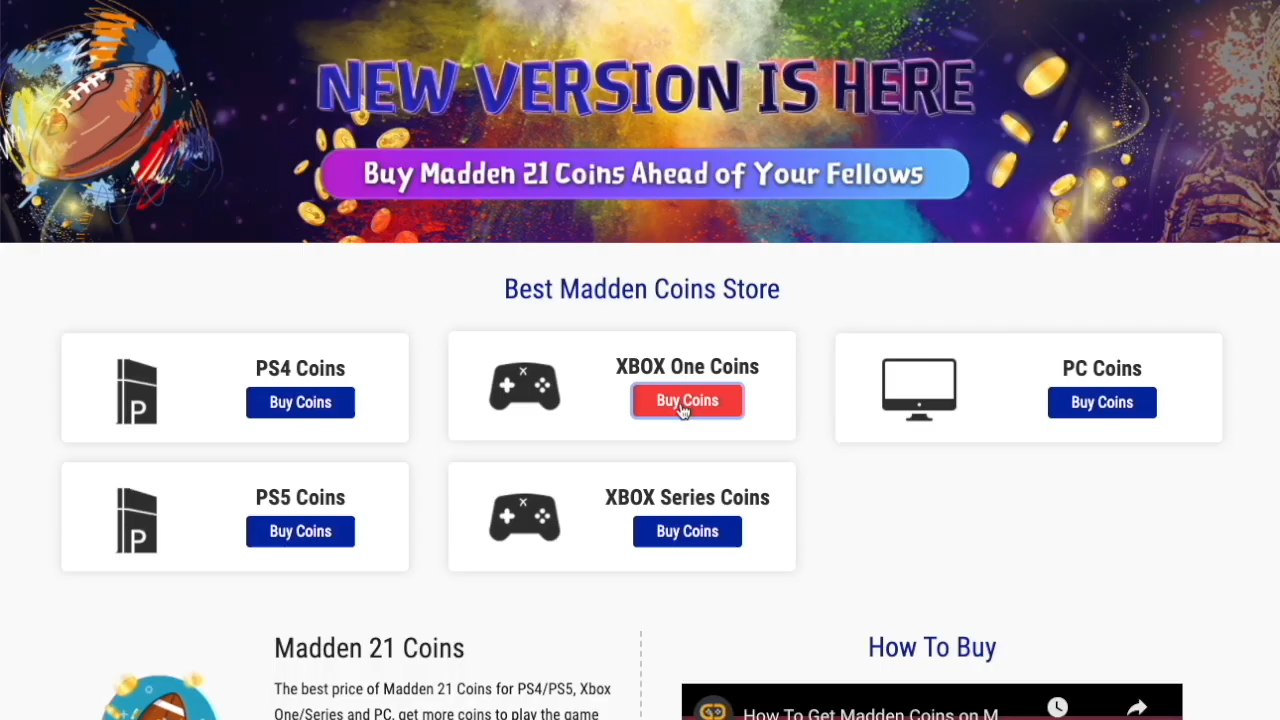 NEW VERSION IS HERE
Buy Madden 21 Coins Ahead of Your Fellows
Best Madden Coins Store
PS4 Coins
Buy Coins
XBOX One Coins
Buy Coins
PC Coins
Buy Coins
PS5 Coins
Buy Coins
XBOX Series Coins
Buy Coins
Madden 21 Coins
The best price of Madden 21 Coins for PS4/PS5, Xbox
One/Series and PC, get more coins to play the game
How To Buy
How To Get Madden Coins on M